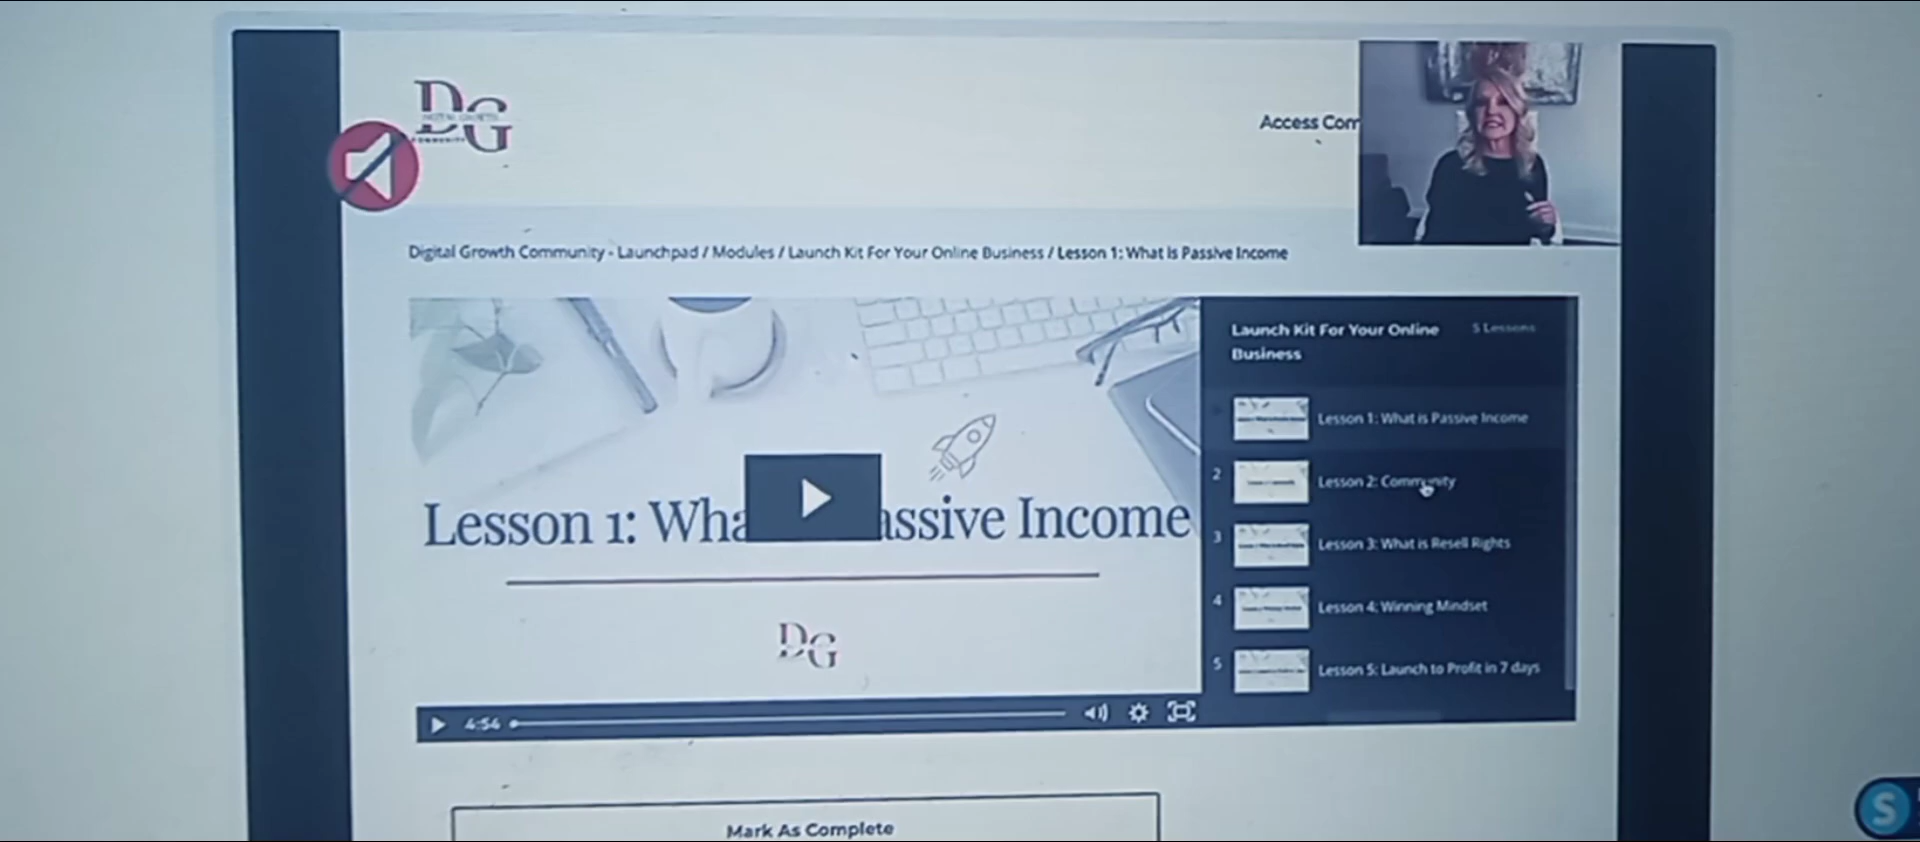 DG
COMMUNITY
Access Com
Digital Growth Community - Launchpad / Modules / Launch Kit For Your Online Business / Lesson 1: What Is Passive Income
Launch Kit For Your Online
Business
5 Lessons
Lesson 1: What is Passive Income
2
Lesson 2: Community
3
Lesson 3: What is Resell Rights
4
Lesson 4: Winning Mindset
5
Lesson 5: Launch to Profit in 7 days
Lesson 1: Wha assive Income
DG
4:54
Mark As Complete
S